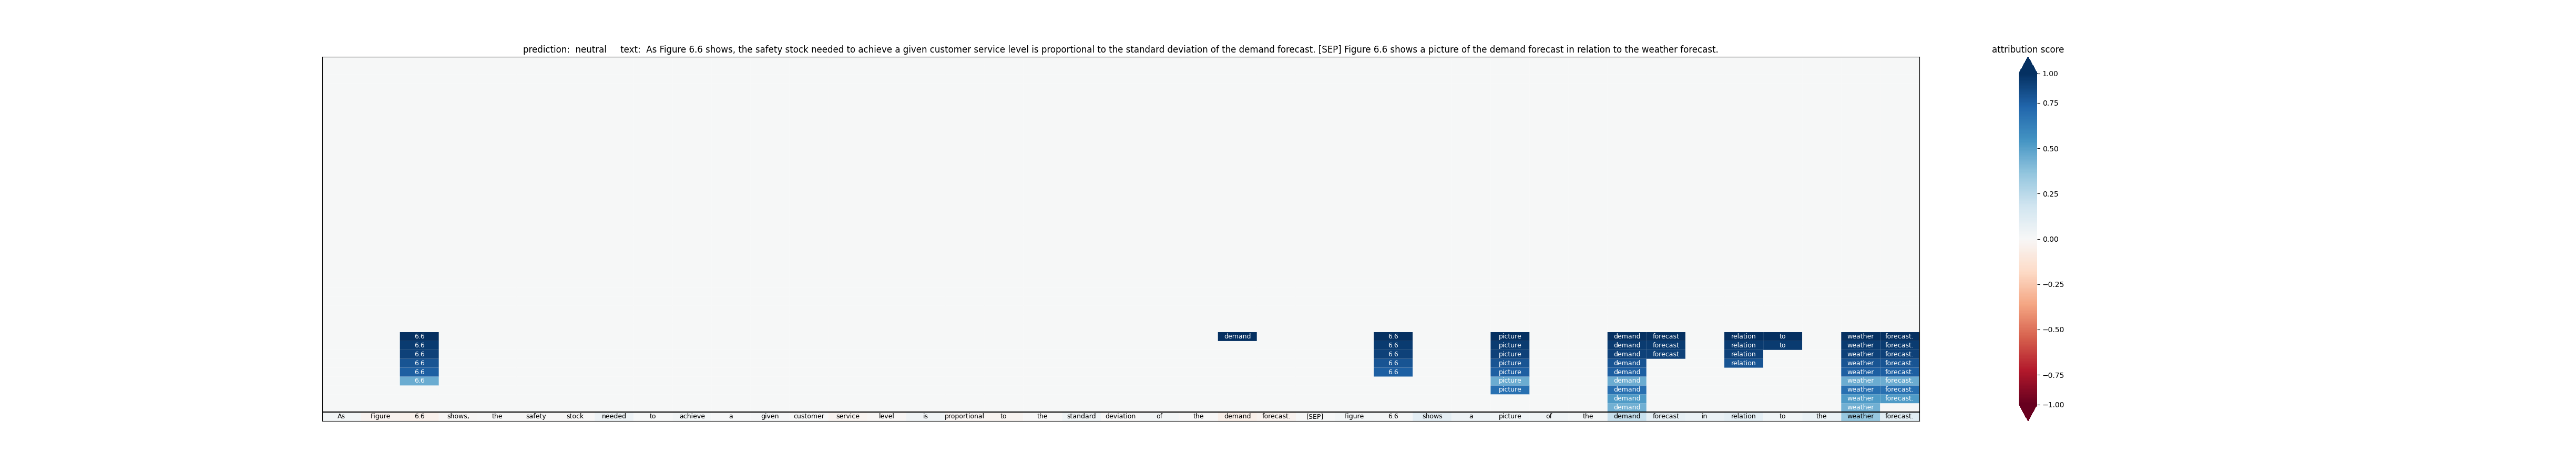 prediction: neutral text: As Figure 6.6 shows, the safety stock needed to achieve a given customer service level is proportional to the standard deviation of the demand forecast. [SEP] Figure 6.6 shows a picture of the demand forecast in relation to the weather forecast.
attribution score
1.00
0.75
0.50
0.25
0.00
−0.25
−0.50
−0.75
−1.00
6.6 demand 6.6 picture demand forecast relation to weather forecast.
6.6 6.6 picture demand forecast relation to weather forecast.
6.6 6.6 picture demand forecast relation weather forecast.
6.6 6.6 picture demand relation weather forecast.
6.6 6.6 picture demand weather forecast.
6.6 picture demand weather forecast.
picture demand weather forecast.
demand weather forecast.
demand weather
As Figure 6.6 shows, the safety stock needed to achieve a given customer service level is proportional to the standard deviation of the demand forecast. [SEP] Figure 6.6 shows a picture of the demand forecast in relation to the weather forecast.